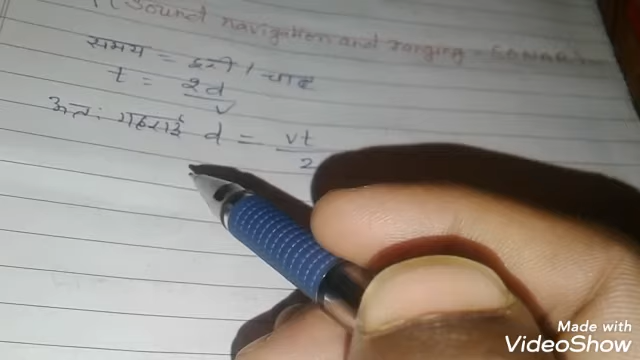 (Sound navigation and ranging - SONAR)
समय = दूरी / चाल
t = 2d/v
अतः गहराई d = vt/2
Made with
VideoShow